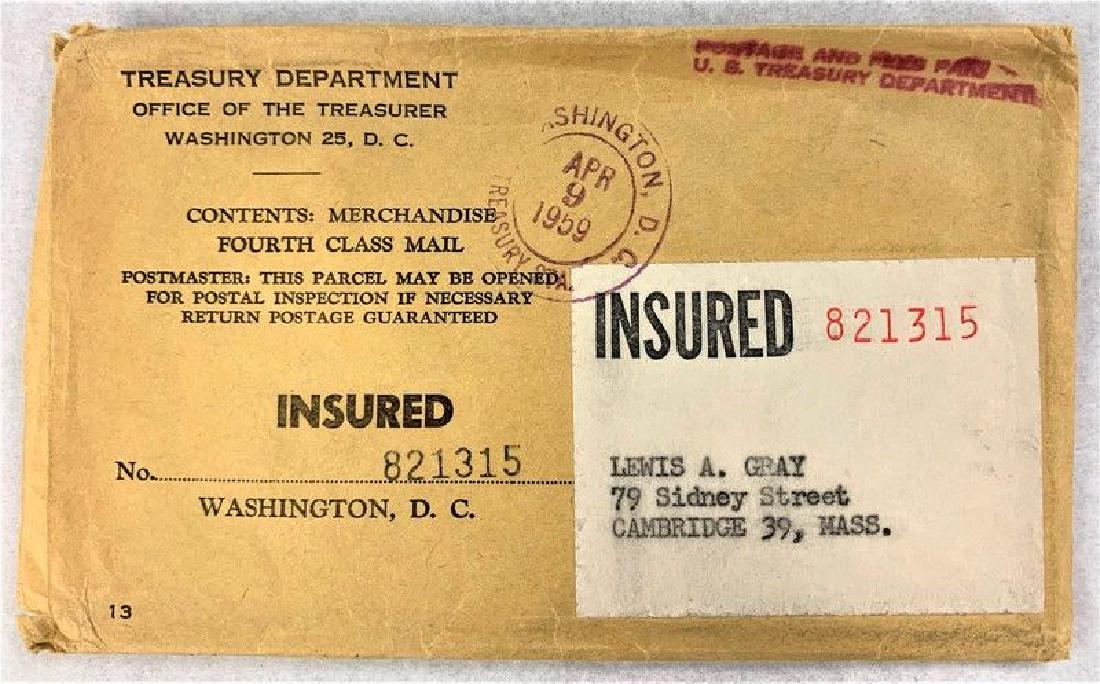 TREASURY DEPARTMENT
OFFICE OF THE TREASURER
WASHINGTON 25, D. C.
POSTAGE AND FEES PAID
U. S. TREASURY DEPARTMENT
ASHINGTON, D. C.
APR
9
1959
TREASURY STA.
CONTENTS: MERCHANDISE
FOURTH CLASS MAIL
POSTMASTER: THIS PARCEL MAY BE OPENED
FOR POSTAL INSPECTION IF NECESSARY
RETURN POSTAGE GUARANTEED
INSURED
No. 821315
WASHINGTON, D. C.
13
INSURED 821315
LEWIS A. GRAY
79 Sidney Street
CAMBRIDGE 39, MASS.